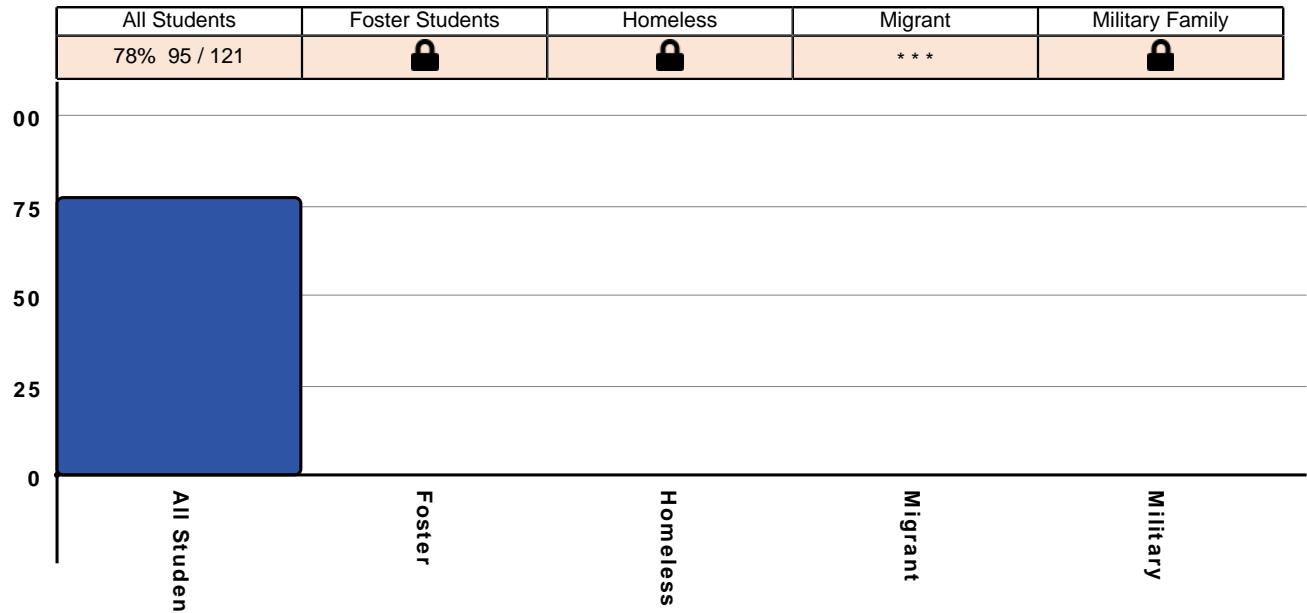 All Students Foster Students Homeless Migrant Military Family
78% 95 / 121 * * *
00
75
50
25
0
All Studen
Foster
Homeless
Migrant
Military